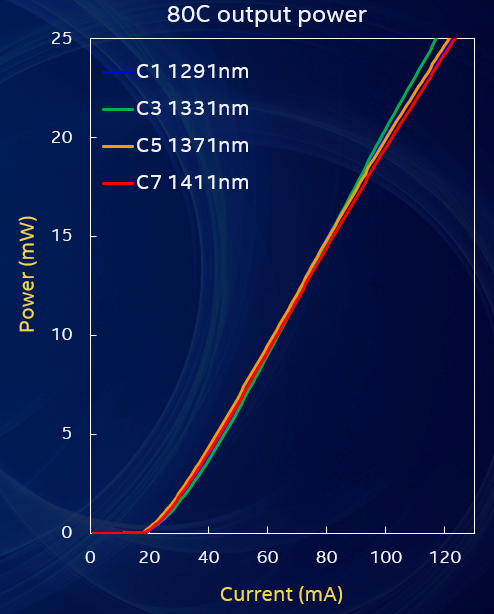 80C output power
25
C1 1291nm
C3 1331nm
20
C5 1371nm
C7 1411nm
15
Power (mW)
10
5
0
0 20 40 60 80 100 120
Current (mA)